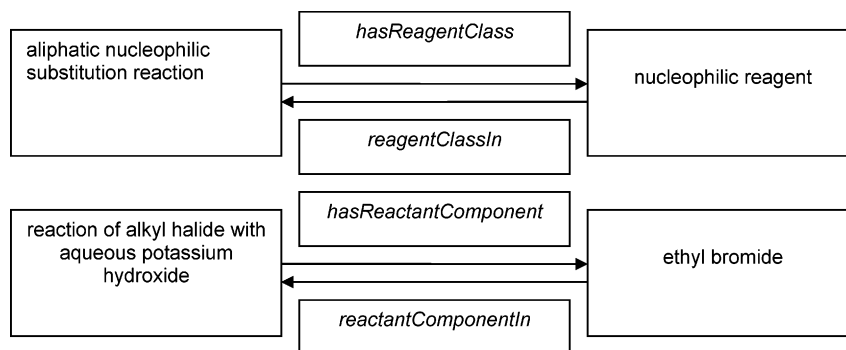 hasReagentClass
aliphatic nucleophilic
substitution reaction
nucleophilic reagent
reagentClassIn
hasReactantComponent
reaction of alkyl halide with
aqueous potassium
hydroxide
ethyl bromide
reactantComponentIn